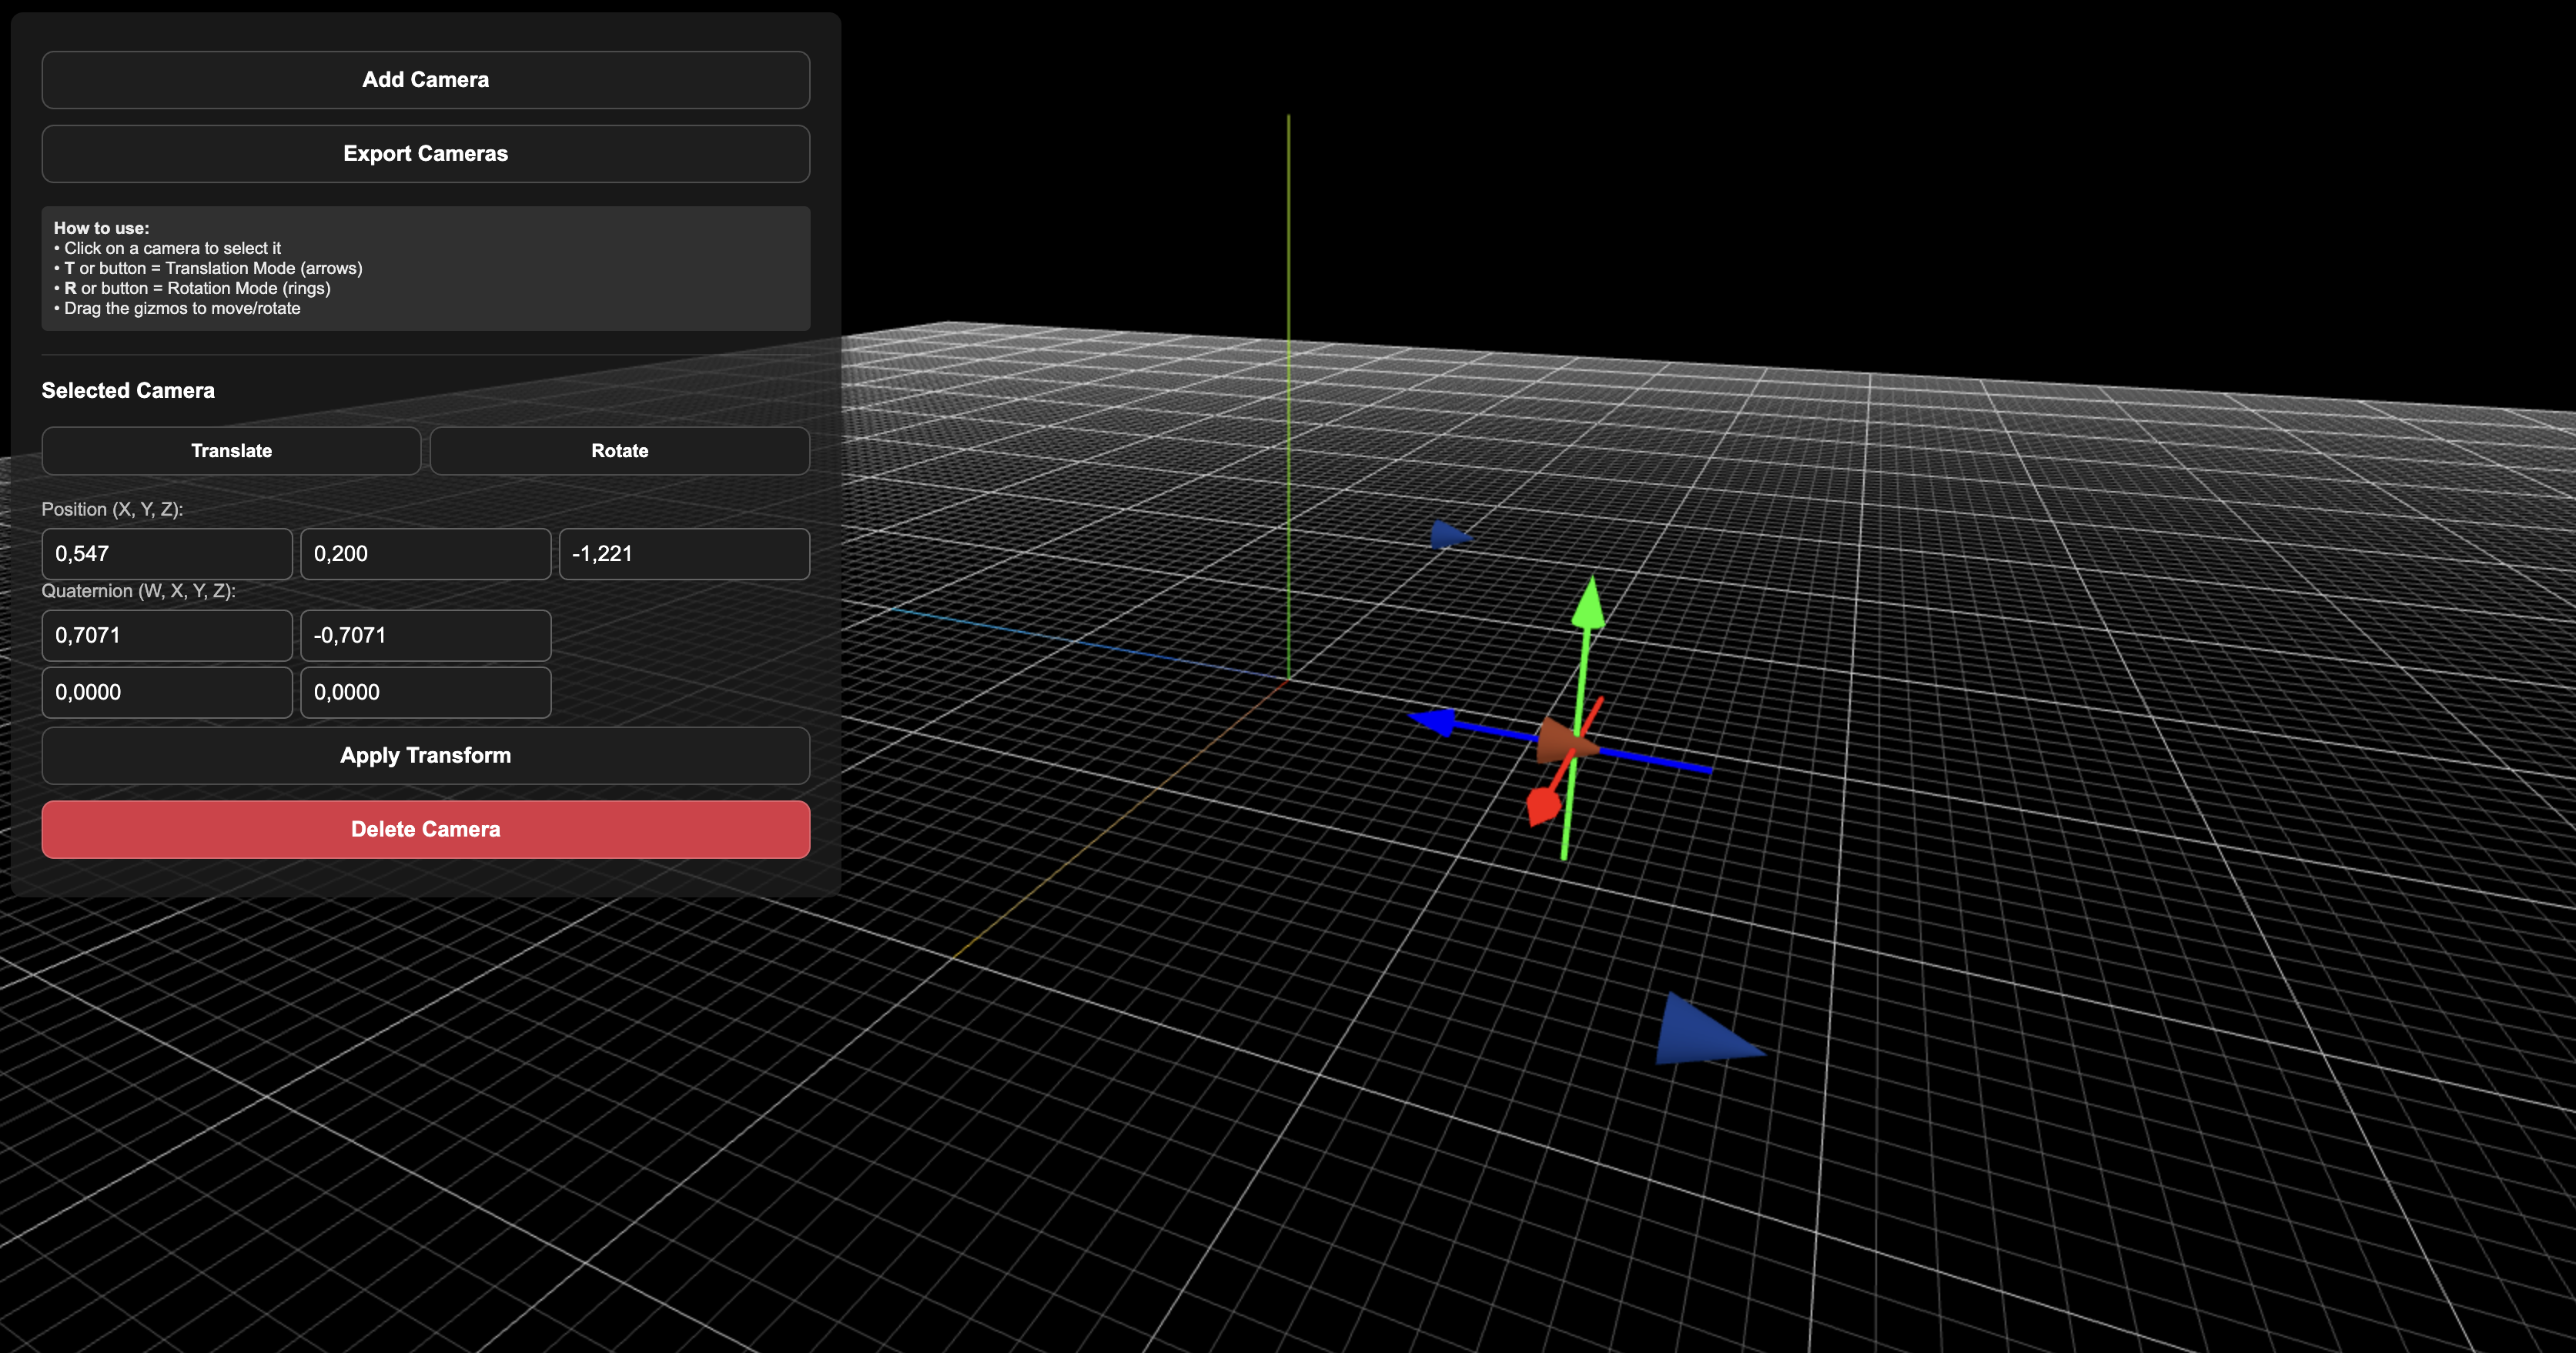 Add Camera
Export Cameras
How to use:
• Click on a camera to select it
• T or button = Translation Mode (arrows)
• R or button = Rotation Mode (rings)
• Drag the gizmos to move/rotate
Selected Camera
Translate Rotate
Position (X, Y, Z):
0,547 0,200 -1,221
Quaternion (W, X, Y, Z):
0,7071 -0,7071
0,0000 0,0000
Apply Transform
Delete Camera